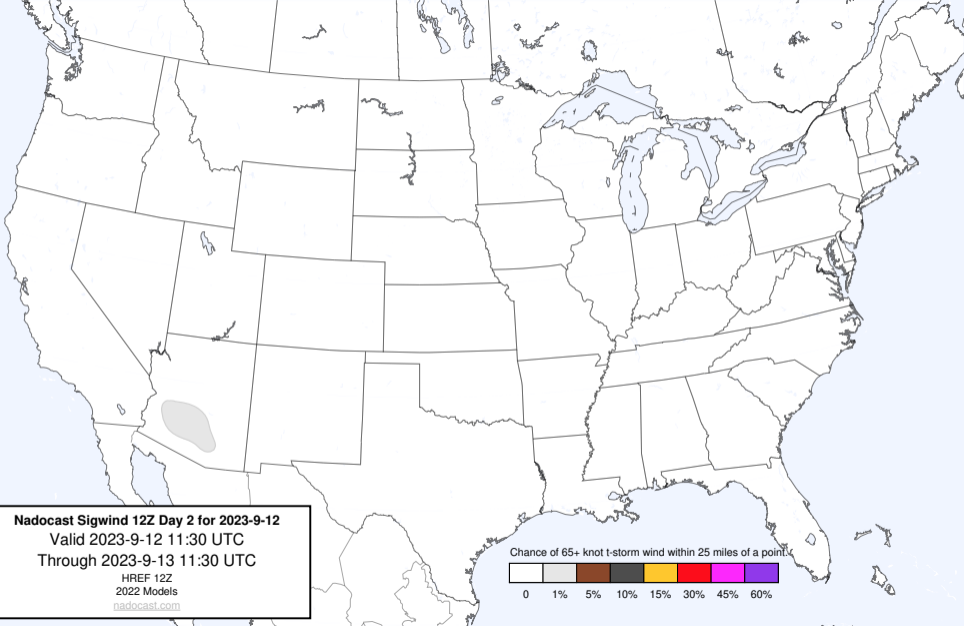 Nadocast Sigwind 12Z Day 2 for 2023-9-12
Valid 2023-9-12 11:30 UTC
Through 2023-9-13 11:30 UTC
HREF 12Z
2022 Models
nadocast.com
Chance of 65+ knot t-storm wind within 25 miles of a point.
0 1% 5% 10% 15% 30% 45% 60%